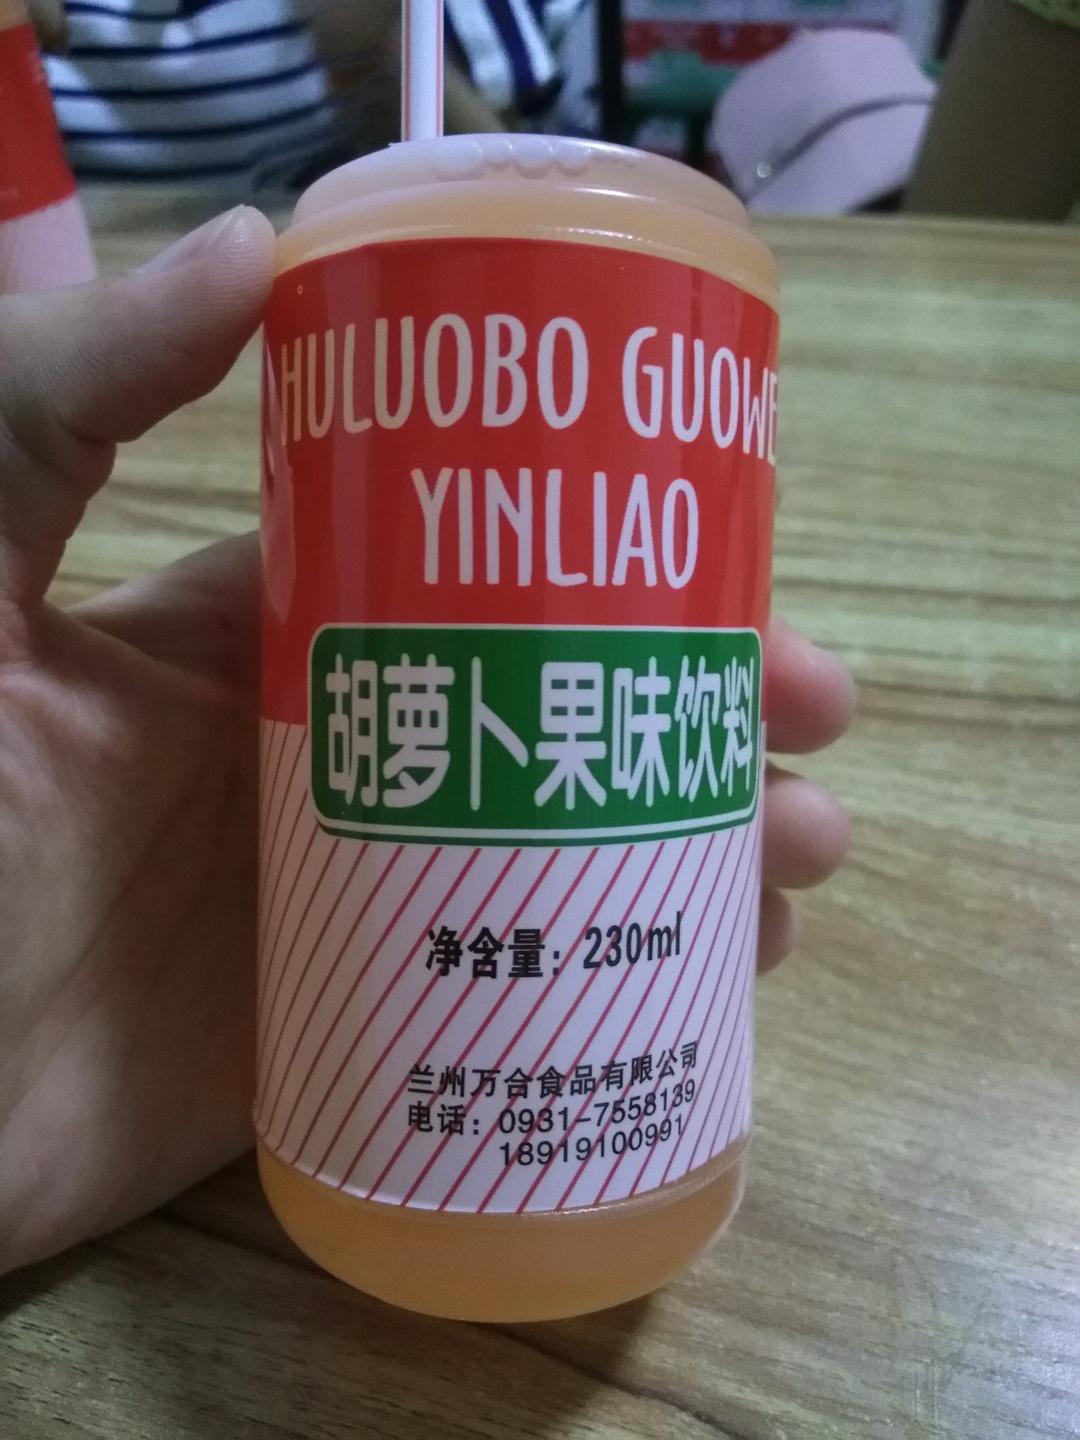 HULUOBO GUOWE
YINLIAO
胡萝卜果味饮料
净含量：230ml
兰州万合食品有限公司
电话：0931-7558139
18919100991